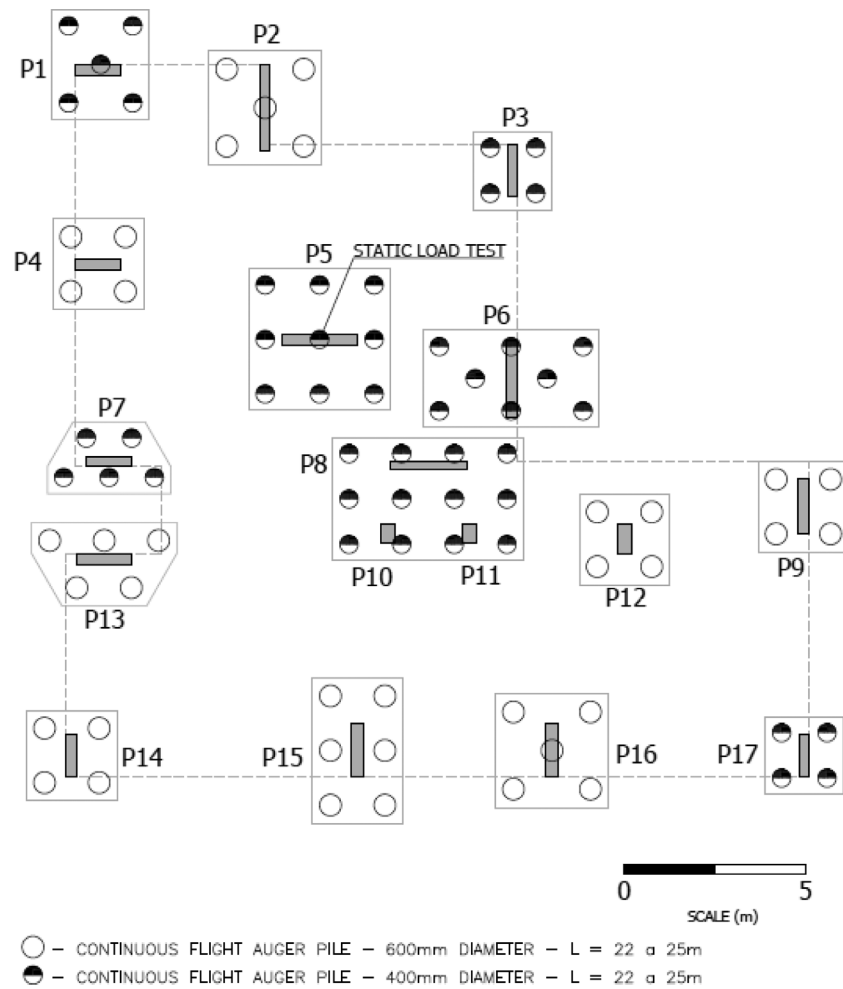 P1
P2
P3
P4
P5
STATIC LOAD TEST
P6
P7
P8
P9
P10
P11
P12
P13
P14
P15
P16
P17
0
5
SCALE (m)
– CONTINUOUS FLIGHT AUGER PILE – 600mm DIAMETER – L = 22 a 25m
– CONTINUOUS FLIGHT AUGER PILE – 400mm DIAMETER – L = 22 a 25m